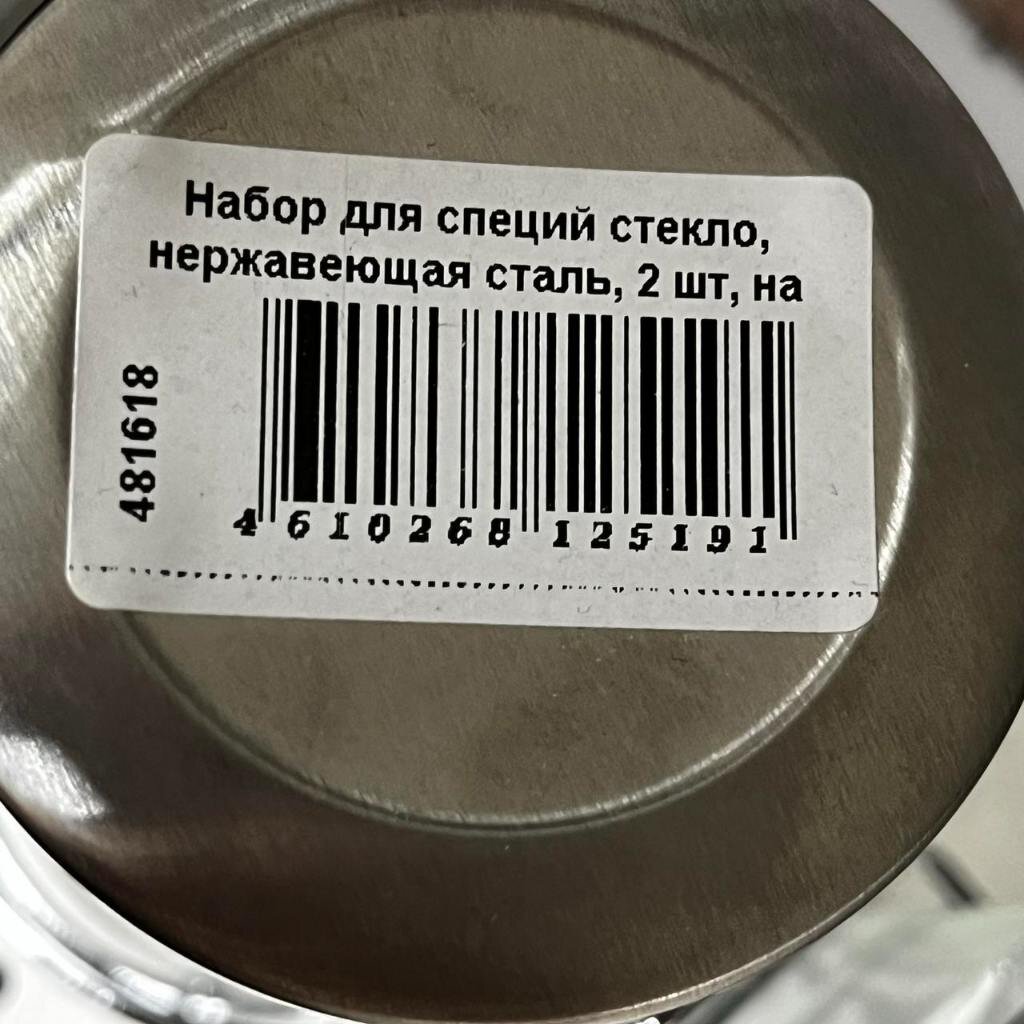 Набор для специй стекло,
нержавеющая сталь, 2 шт, на
481618
4 610268 125191